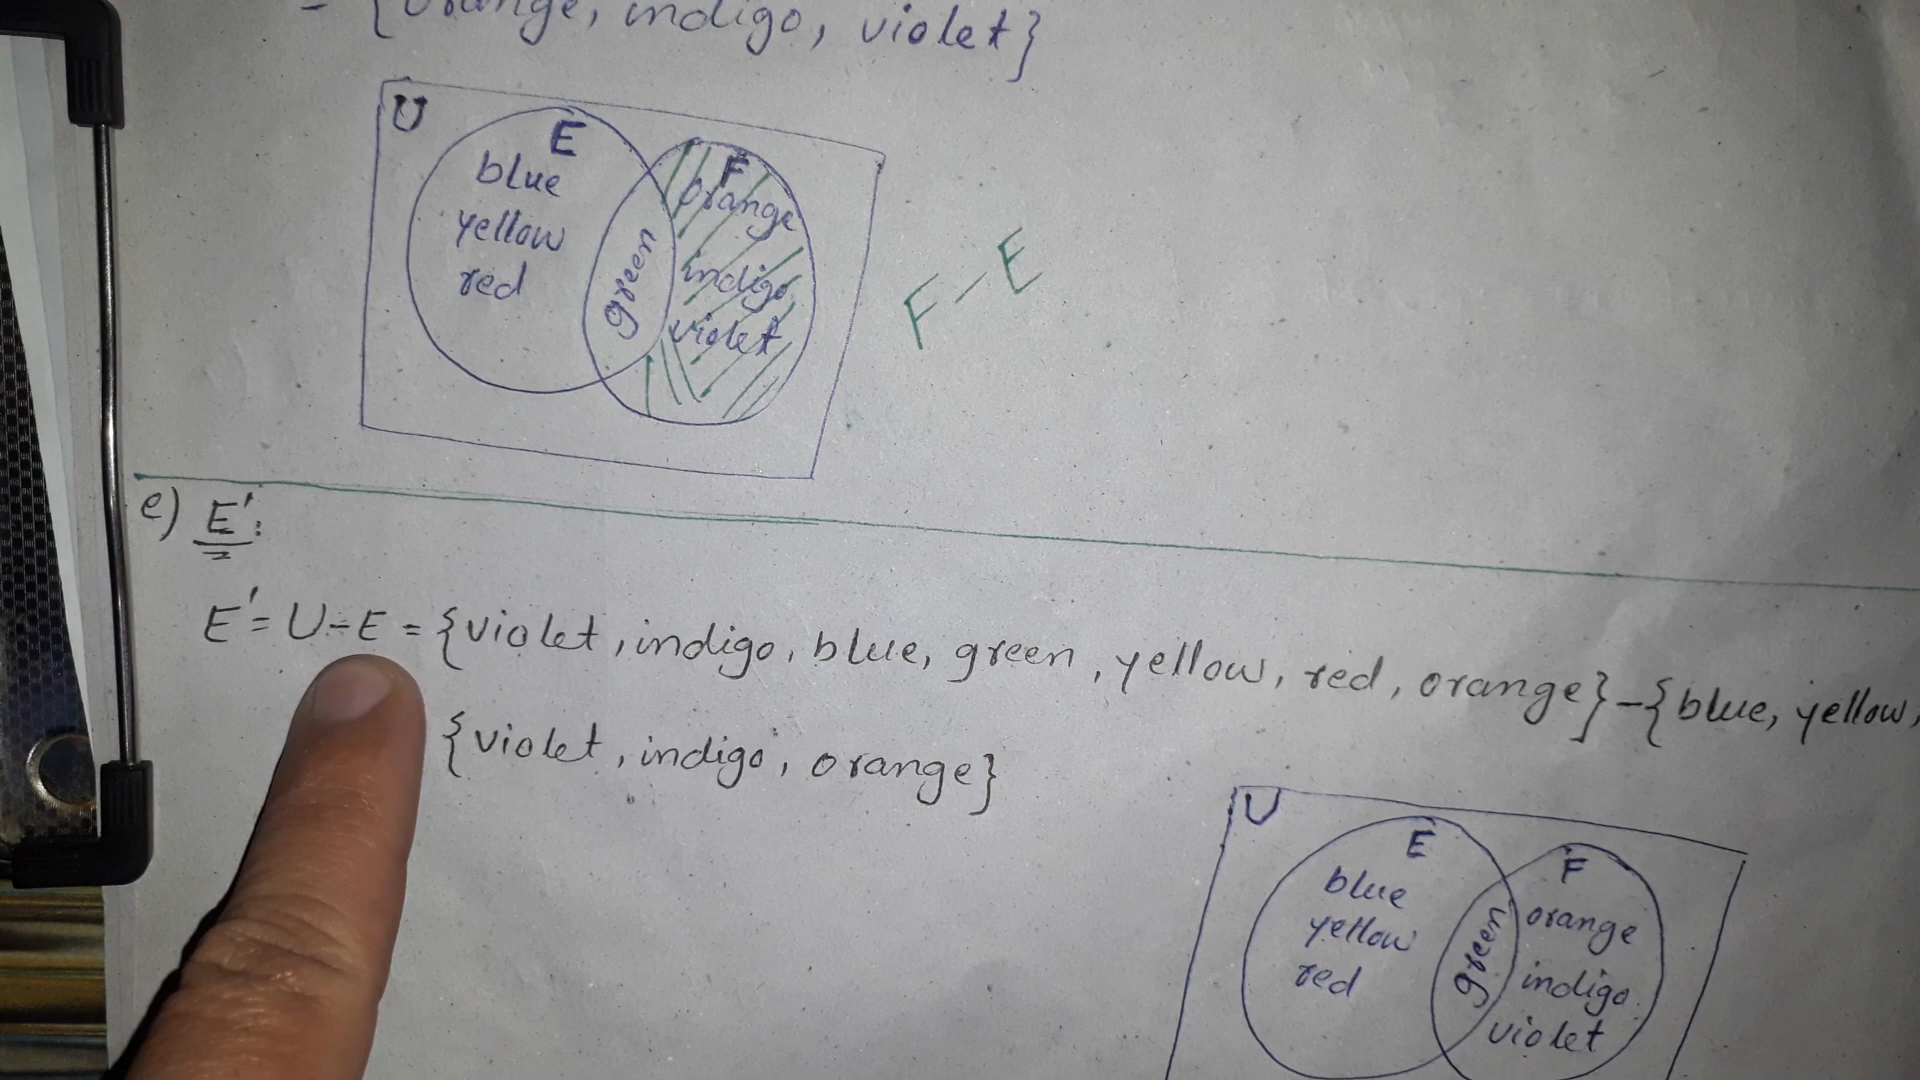 = {orange, indigo, violet}
U
E
blue
yellow
red
green
F
orange
indigo
violet
F-E
e) E':
E' = U-E = {violet, indigo, blue, green, yellow, red, orange} - {blue, yellow,
{violet, indigo, orange}
U
E
blue
yellow
red
green
F
orange
indigo
violet